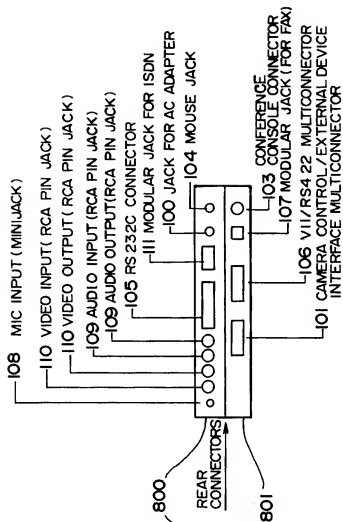 108 MIC INPUT (MINIJACK)
110 VIDEO INPUT (RCA PIN JACK)
110 VIDEO OUTPUT (RCA PIN JACK)
109 AUDIO INPUT (RCA PIN JACK)
109 AUDIO OUTPUT (RCA PIN JACK)
105 RS 232C CONNECTOR
111 MODULAR JACK FOR ISDN
100 JACK FOR AC ADAPTER
104 MOUSE JACK
800
REAR
CONNECTORS
801
CONFERENCE
103 CONSOLE CONNECTOR
107 MODULAR JACK (FOR FAX)
106 V11/RS4 22 MULTICONNECTOR
101 CAMERA CONTROL/EXTERNAL DEVICE
INTERFACE MULTICONNECTOR